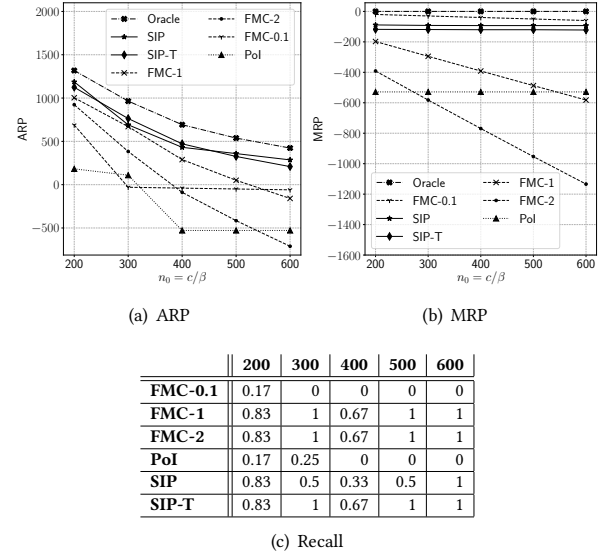 2000
1500
1000
500
0
−500
ARP
200 300 400 500 600
n₀ = c/β
Oracle
SIP
SIP-T
FMC-1
FMC-2
FMC-0.1
PoI
(a) ARP
0
−200
−400
−600
−800
−1000
−1200
−1400
−1600
MRP
200 300 400 500 600
n₀ = c/β
Oracle
FMC-0.1
SIP
SIP-T
FMC-1
FMC-2
PoI
(b) MRP
200 300 400 500 600
FMC-0.1 0.17 0 0 0 0
FMC-1 0.83 1 0.67 1 1
FMC-2 0.83 1 0.67 1 1
PoI 0.17 0.25 0 0 0
SIP 0.83 0.5 0.33 0.5 1
SIP-T 0.83 1 0.67 1 1
(c) Recall